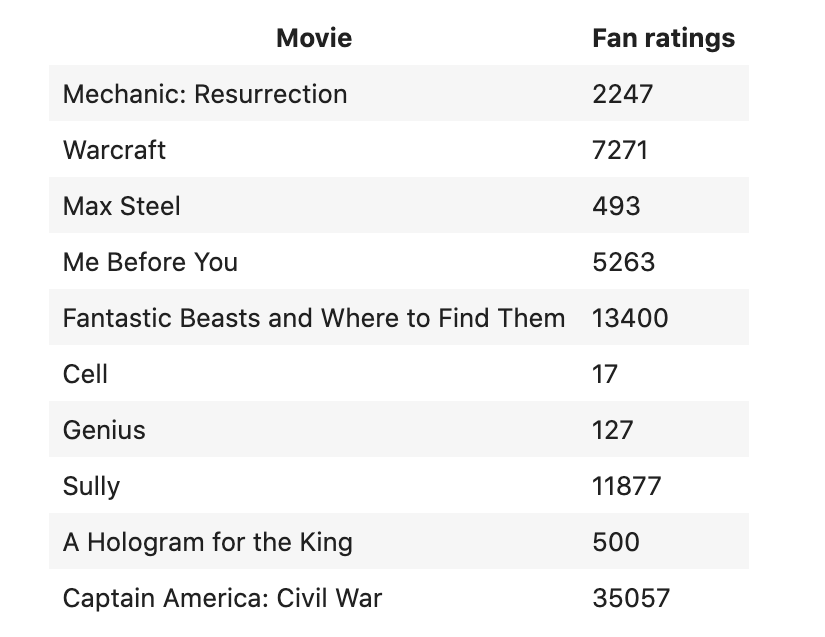 Movie Fan ratings
Mechanic: Resurrection 2247
Warcraft 7271
Max Steel 493
Me Before You 5263
Fantastic Beasts and Where to Find Them 13400
Cell 17
Genius 127
Sully 11877
A Hologram for the King 500
Captain America: Civil War 35057